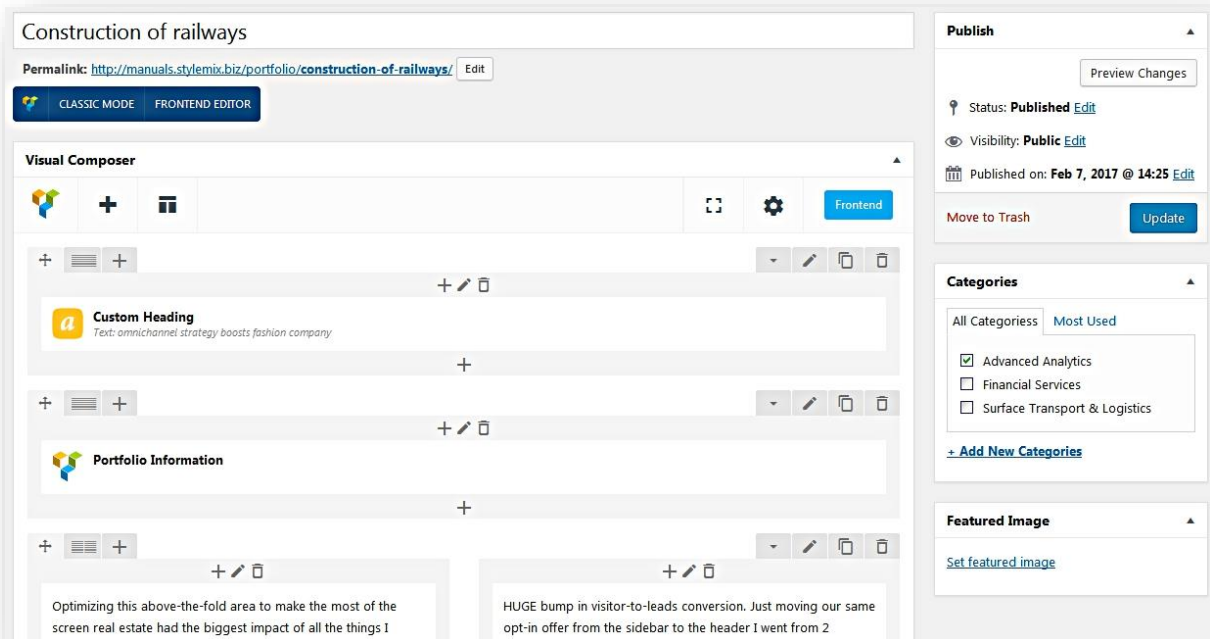 Construction of railways
Permalink: http://manuals.stylemix.biz/portfolio/construction-of-railways/ Edit
CLASSIC MODE FRONTEND EDITOR
Visual Composer
Frontend
a
Custom Heading
Text: omnichannel strategy boosts fashion company
Portfolio Information
Optimizing this above-the-fold area to make the most of the
screen real estate had the biggest impact of all the things I
HUGE bump in visitor-to-leads conversion. Just moving our same
opt-in offer from the sidebar to the header I went from 2
Publish
Preview Changes
Status: Published Edit
Visibility: Public Edit
Published on: Feb 7, 2017 @ 14:25 Edit
Move to Trash Update
Categories
All Categoriess Most Used
Advanced Analytics
Financial Services
Surface Transport & Logistics
+ Add New Categories
Featured Image
Set featured image